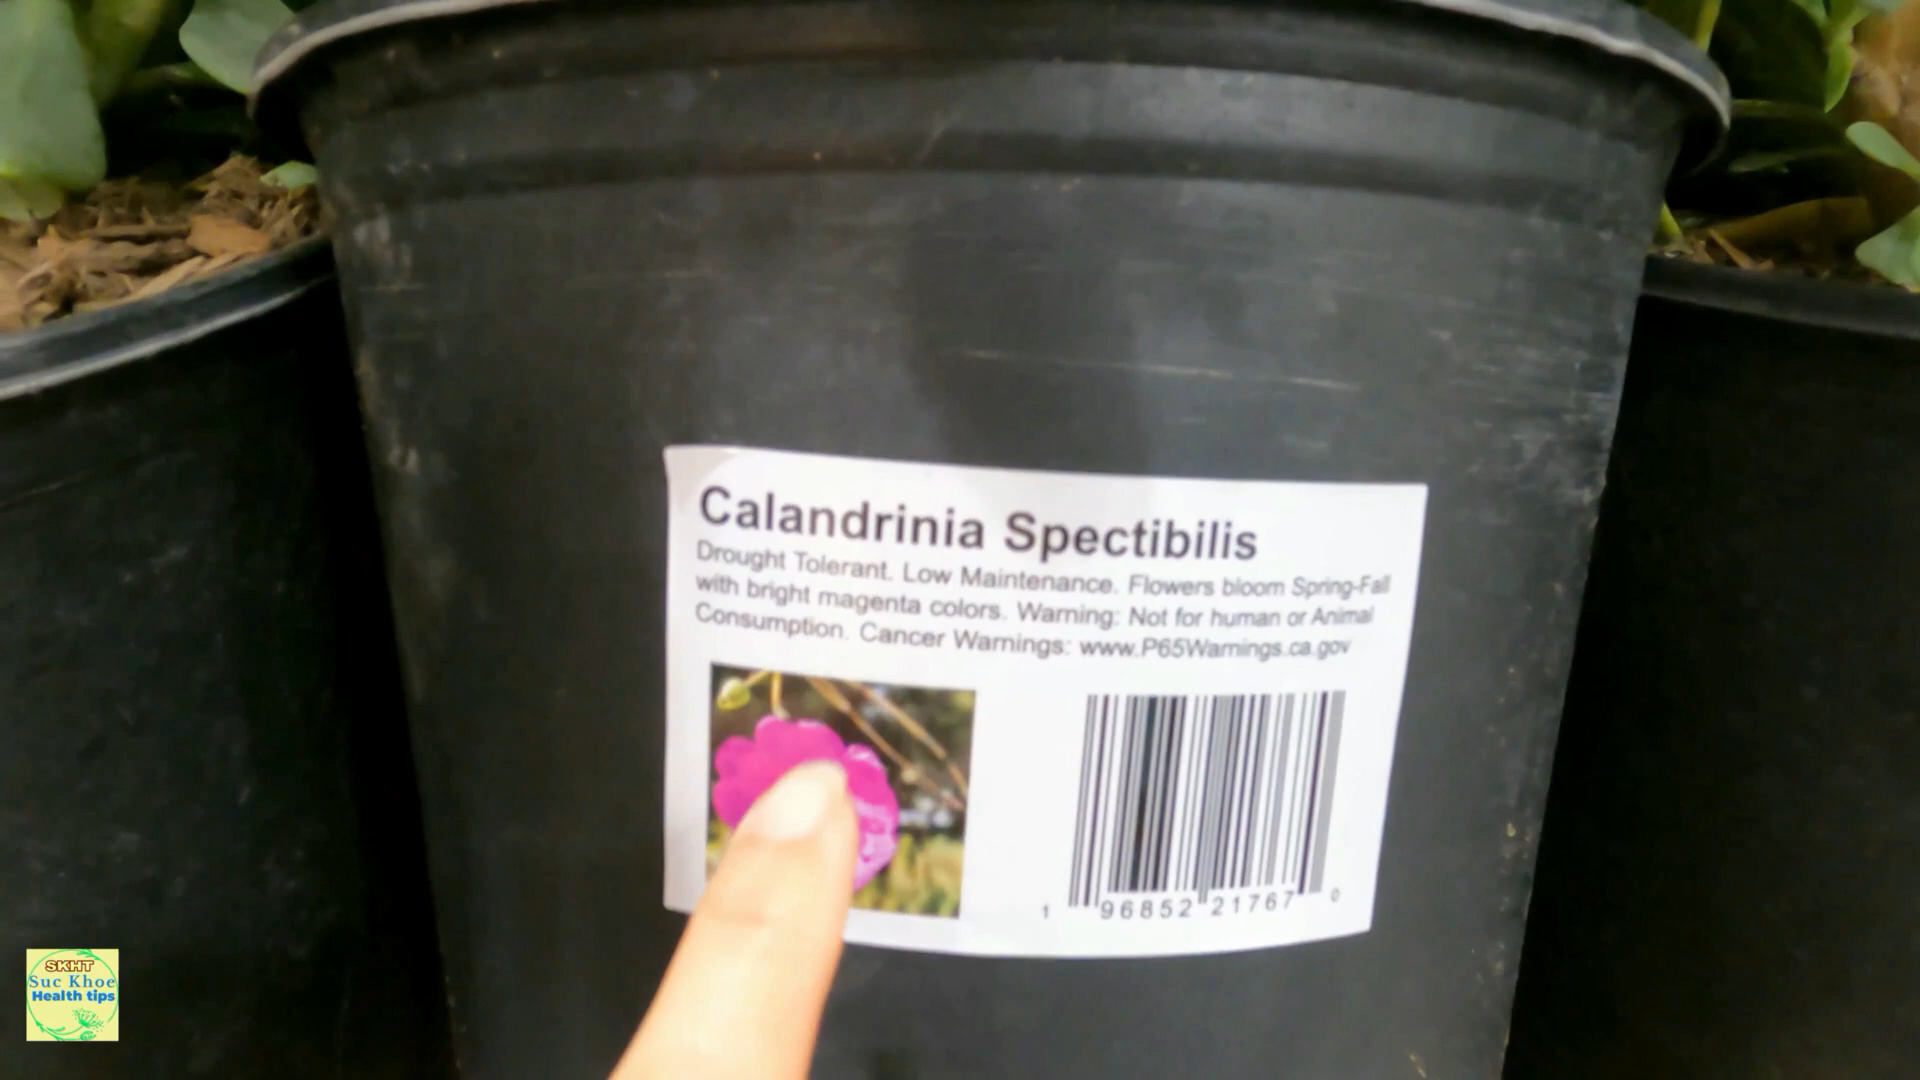 Calandrinia Spectibilis
Drought Tolerant. Low Maintenance. Flowers bloom Spring-Fall
with bright magenta colors. Warning: Not for human or Animal
Consumption. Cancer Warnings: www.P65Warnings.ca.gov
1 96852 21767 0
SKHT
Suc Khoe
Health tips